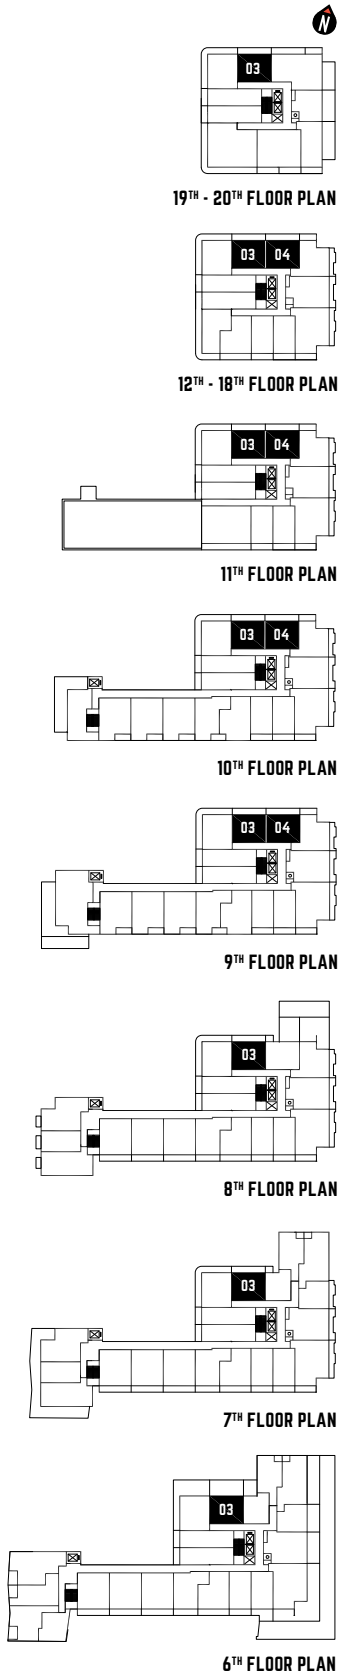 N
03
19TH - 20TH FLOOR PLAN
03 04
12TH - 18TH FLOOR PLAN
03 04
11TH FLOOR PLAN
03 04
10TH FLOOR PLAN
03 04
9TH FLOOR PLAN
03
8TH FLOOR PLAN
03
7TH FLOOR PLAN
03
6TH FLOOR PLAN